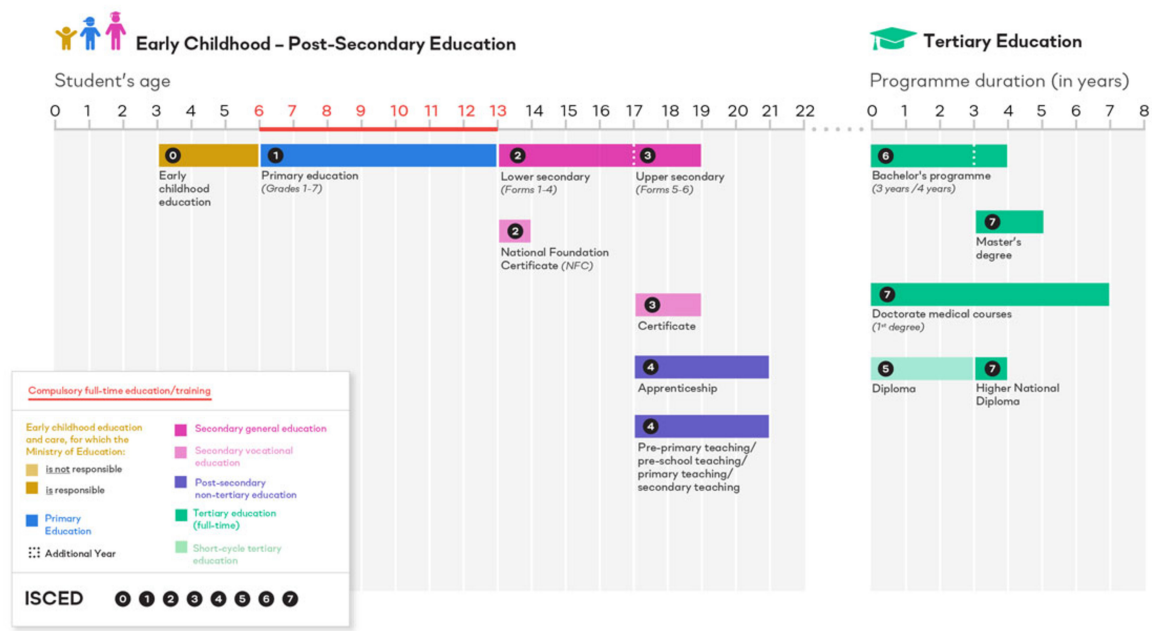 Early Childhood – Post-Secondary Education
Student's age
0 1 2 3 4 5 6 7 8 9 10 11 12 13 14 15 16 17 18 19 20 21 22
0
Early
childhood
education
1
Primary education
(Grades 1-7)
2
Lower secondary
(Forms 1-4)
3
Upper secondary
(Forms 5-6)
2
National Foundation
Certificate (NFC)
3
Certificate
4
Apprenticeship
4
Pre-primary teaching/
pre-school teaching/
primary teaching/
secondary teaching
Tertiary Education
Programme duration (in years)
0 1 2 3 4 5 6 7 8
6
Bachelor's programme
(3 years /4 years)
7
Master's
degree
7
Doctorate medical courses
(1st degree)
5
Diploma
7
Higher National
Diploma
Compulsory full-time education/training
Early childhood education
and care, for which the
Ministry of Education:
is not responsible
is responsible
Primary
Education
Additional Year
Secondary general education
Secondary vocational
education
Post-secondary
non-tertiary education
Tertiary education
(full-time)
Short-cycle tertiary
education
ISCED 0 1 2 3 4 5 6 7